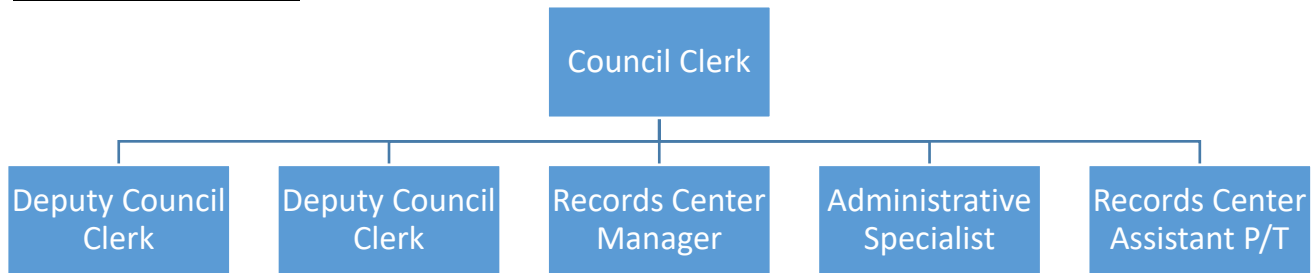 Council Clerk
Deputy Council
Clerk
Deputy Council
Clerk
Records Center
Manager
Administrative
Specialist
Records Center
Assistant P/T